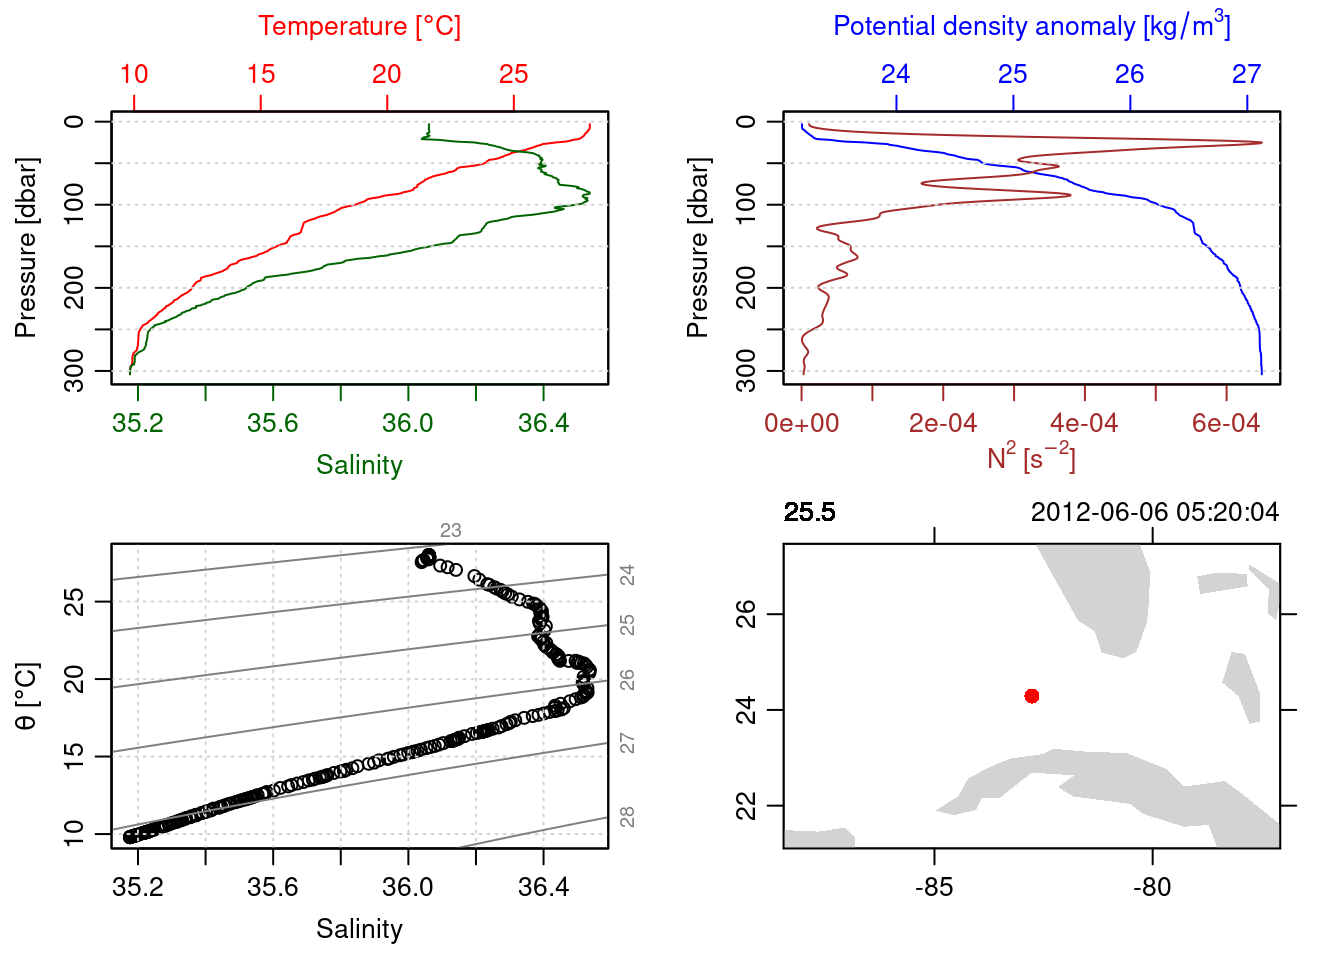 Temperature [°C]
10 15 20 25
0
100
200
300
Pressure [dbar]
35.2 35.6 36.0 36.4
Salinity
Potential density anomaly [kg/m³]
24 25 26 27
0
100
200
300
Pressure [dbar]
0e+00 2e-04 4e-04 6e-04
N² [s⁻²]
23
24
25
26
27
28
25
20
15
10
θ [°C]
35.2 35.6 36.0 36.4
Salinity
25.5 2012-06-06 05:20:04
26
24
22
-85 -80